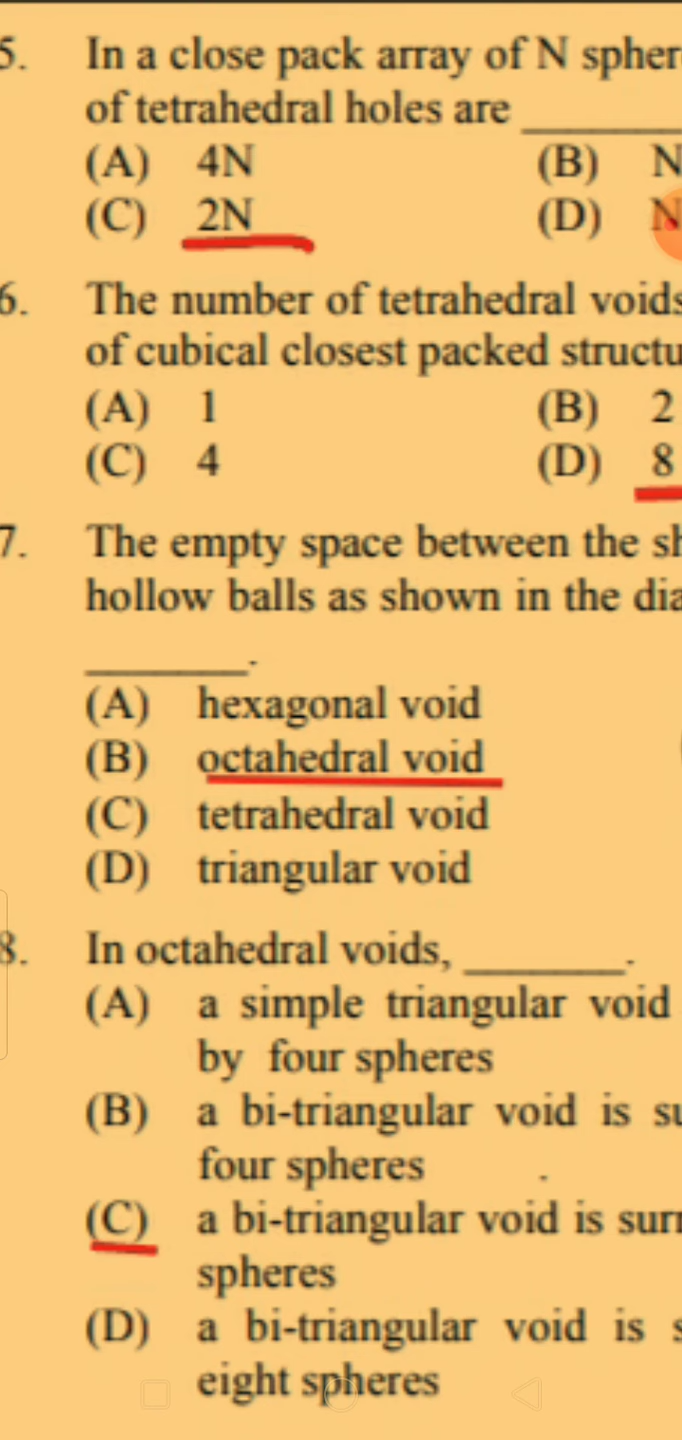 5. In a close pack array of N spher
of tetrahedral holes are ________
(A) 4N (B) N
(C) 2N (D) N
6. The number of tetrahedral voids
of cubical closest packed structu
(A) 1 (B) 2
(C) 4 (D) 8
7. The empty space between the sh
hollow balls as shown in the dia
________.
(A) hexagonal void
(B) octahedral void
(C) tetrahedral void
(D) triangular void
8. In octahedral voids, ________.
(A) a simple triangular void
by four spheres
(B) a bi-triangular void is su
four spheres
(C) a bi-triangular void is surr
spheres
(D) a bi-triangular void is s
eight spheres